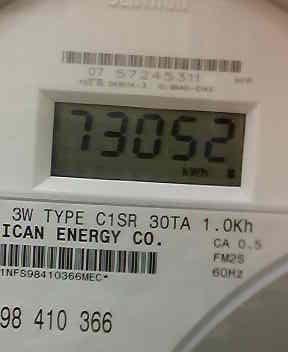 07 57245311
73052
kWh
3W TYPE C1SR 30TA 1.0Kh
ICAN ENERGY CO.
CA 0.5
FM2S
60Hz
1NFS98410366MEC*
98 410 366